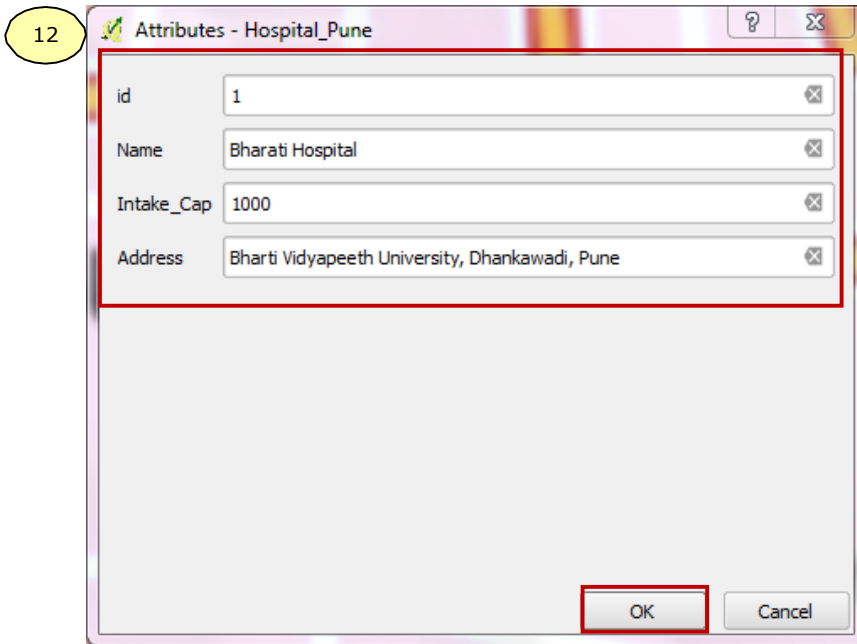 12
Attributes - Hospital_Pune
id 1
Name Bharati Hospital
Intake_Cap 1000
Address Bharti Vidyapeeth University, Dhankawadi, Pune
OK Cancel